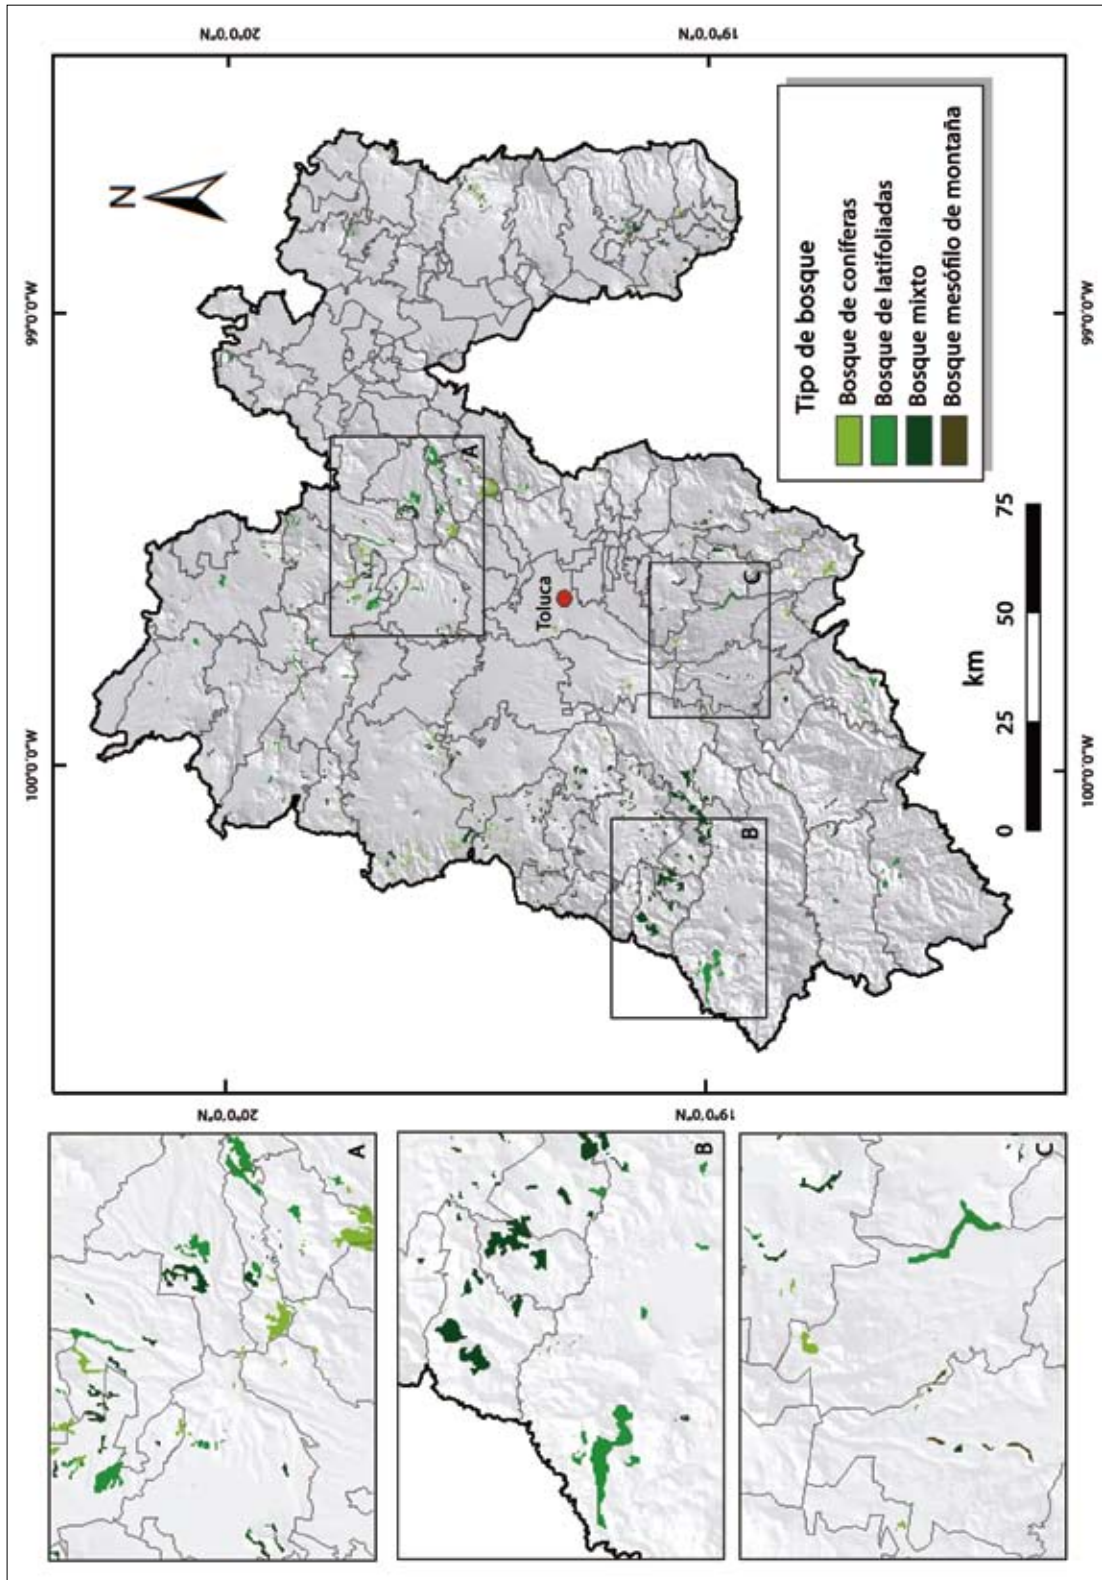 20°0'0"N
19°0'0"N
N
99°0'0"W
99°0'0"W
Tipo de bosque
Bosque de coníferas
Bosque de latifoliadas
Bosque mixto
Bosque mesófilo de montaña
A
Toluca
C
B
0 25 50 75
km
100°0'0"W
100°0'0"W
20°0'0"N
19°0'0"N
A
B
C